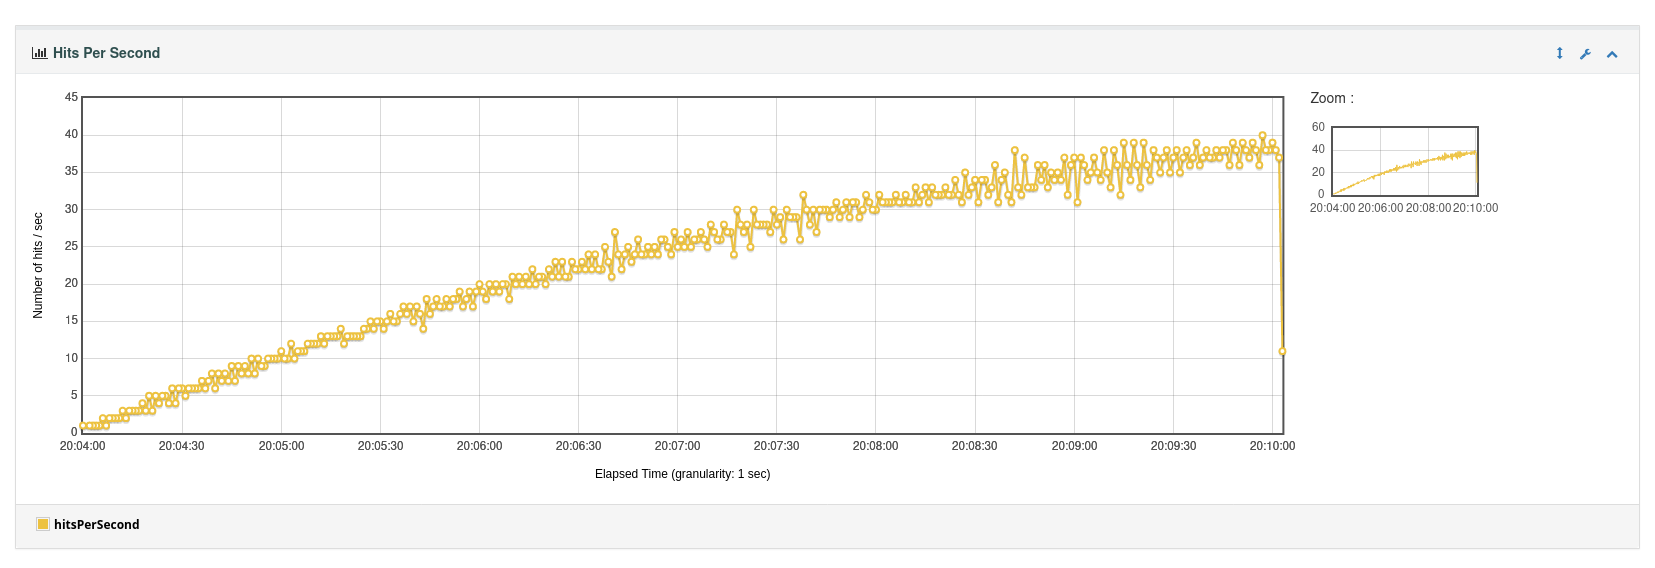 Hits Per Second
45
40
35
30
25
20
15
10
5
0
Number of hits / sec
20:04:00 20:04:30 20:05:00 20:05:30 20:06:00 20:06:30 20:07:00 20:07:30 20:08:00 20:08:30 20:09:00 20:09:30 20:10:00
Elapsed Time (granularity: 1 sec)
Zoom :
60
40
20
0
20:04:00 20:06:00 20:08:00 20:10:00
hitsPerSecond